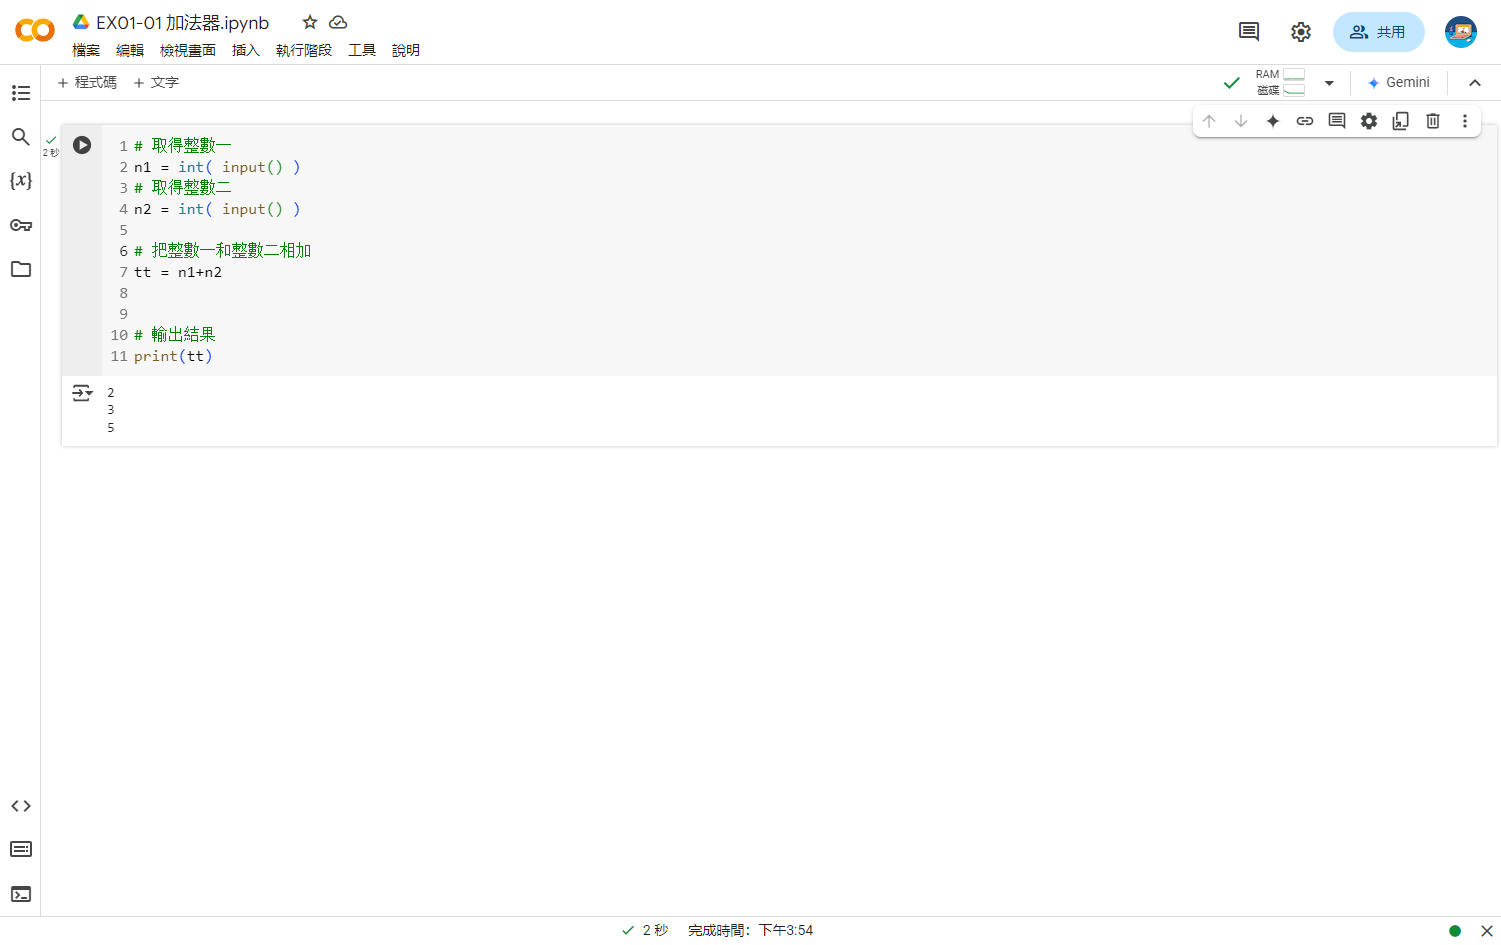 EX01-01 加法器.ipynb
檔案 編輯 檢視畫面 插入 執行階段 工具 說明
共用
+ 程式碼 + 文字
RAM
磁碟
Gemini
2 秒
1 # 取得整數一
2 n1 = int( input() )
3 # 取得整數二
4 n2 = int( input() )
5
6 # 把整數一和整數二相加
7 tt = n1+n2
8
9
10 # 輸出結果
11 print(tt)
2
3
5
2 秒 完成時間：下午3:54